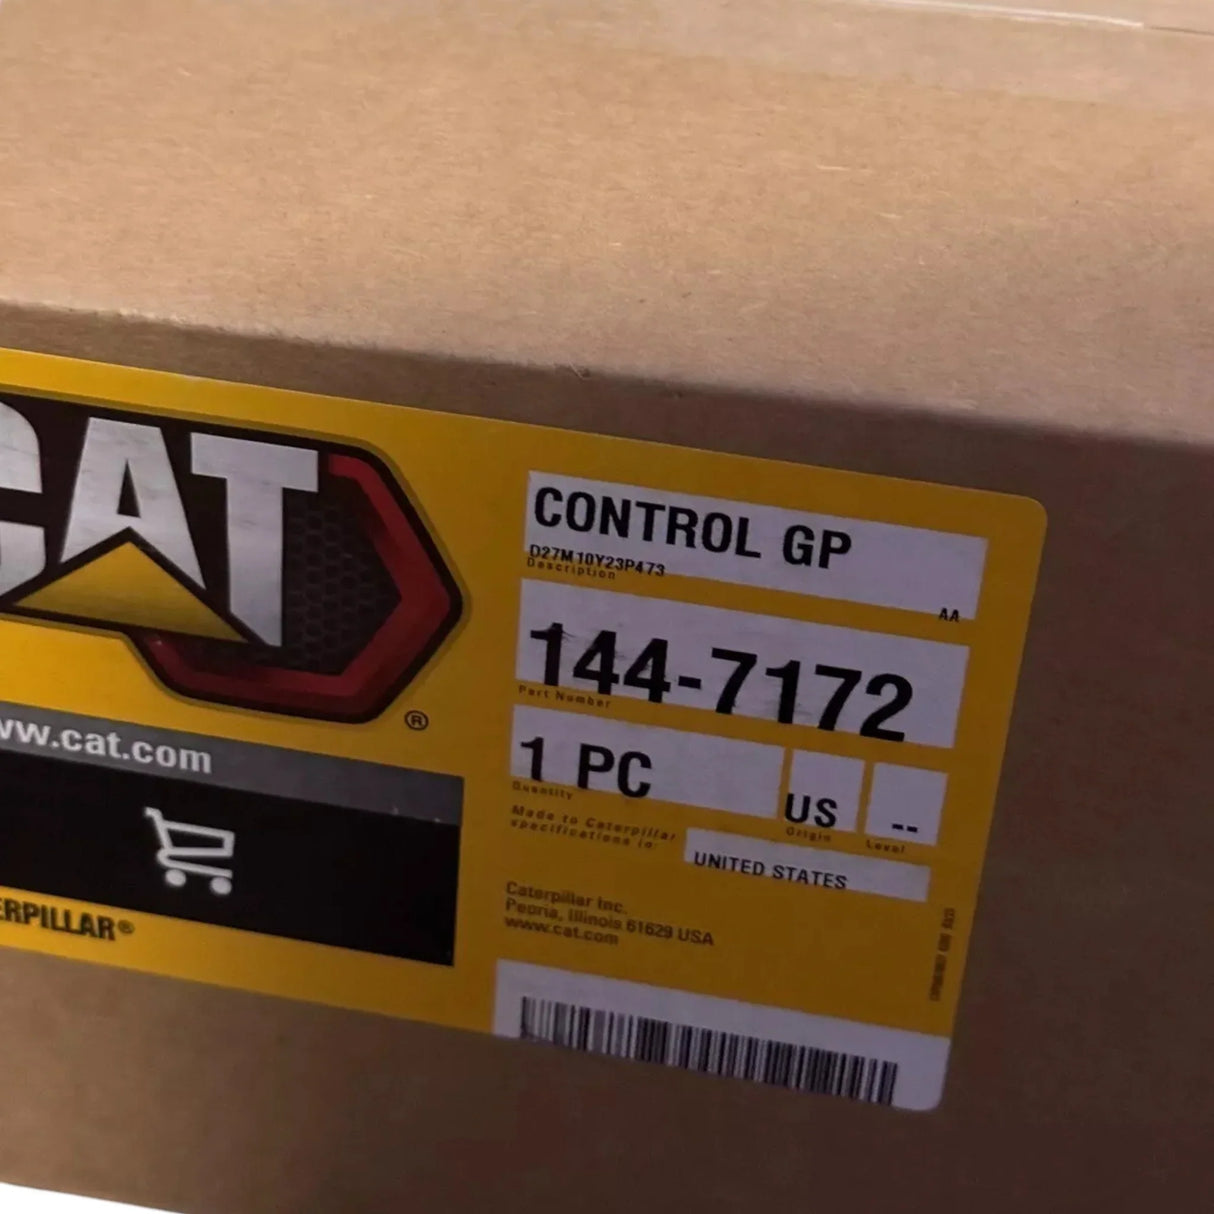 CAT
®
ww.cat.com
ERPILLAR®
CONTROL GP
D27M10Y23P473
Description
AA
144-7172
Part Number
1 PC
Quantity
US
Origin
--
Level
Made to Caterpillar
specifications in:
UNITED STATES
Caterpillar Inc.
Peoria, Illinois 61629 USA
www.cat.com